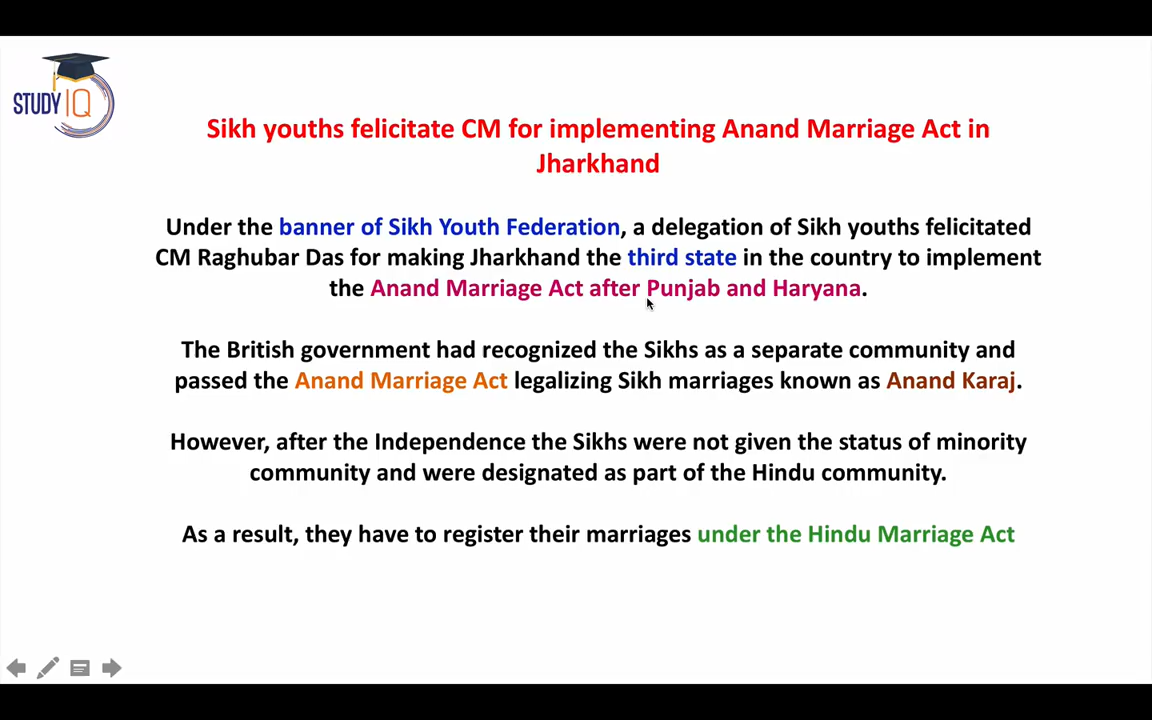 STUDY IQ
Sikh youths felicitate CM for implementing Anand Marriage Act in
Jharkhand
Under the banner of Sikh Youth Federation, a delegation of Sikh youths felicitated
CM Raghubar Das for making Jharkhand the third state in the country to implement
the Anand Marriage Act after Punjab and Haryana.
The British government had recognized the Sikhs as a separate community and
passed the Anand Marriage Act legalizing Sikh marriages known as Anand Karaj.
However, after the Independence the Sikhs were not given the status of minority
community and were designated as part of the Hindu community.
As a result, they have to register their marriages under the Hindu Marriage Act